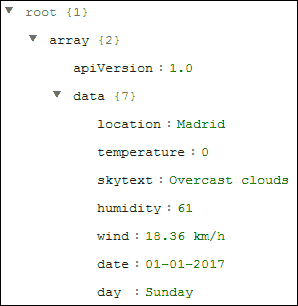 root {1}
array {2}
apiVersion : 1.0
data {7}
location : Madrid
temperature : 0
skytext : Overcast clouds
humidity : 61
wind : 18.36 km/h
date : 01-01-2017
day : Sunday